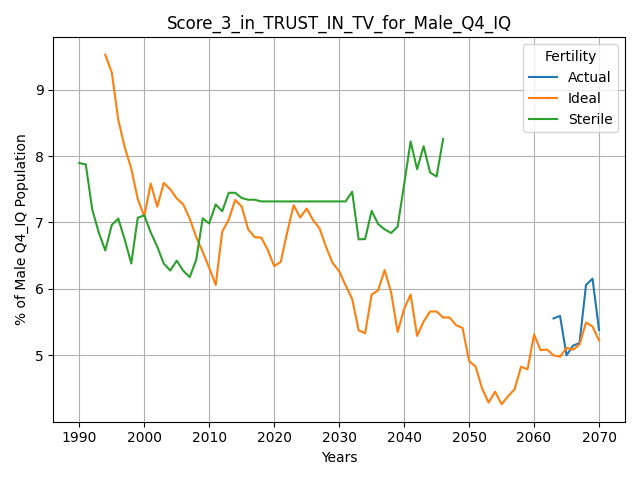 Score_3_in_TRUST_IN_TV_for_Male_Q4_IQ
Fertility
Actual
Ideal
Sterile
% of Male Q4_IQ Population
9
8
7
6
5
1990 2000 2010 2020 2030 2040 2050 2060 2070
Years